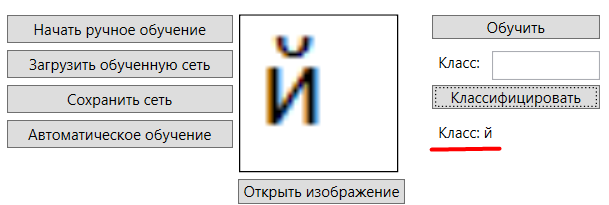 Начать ручное обучение
Загрузить обученную сеть
Сохранить сеть
Автоматическое обучение
й
Открыть изображение
Обучить
Класс:
Классифицировать
Класс: й